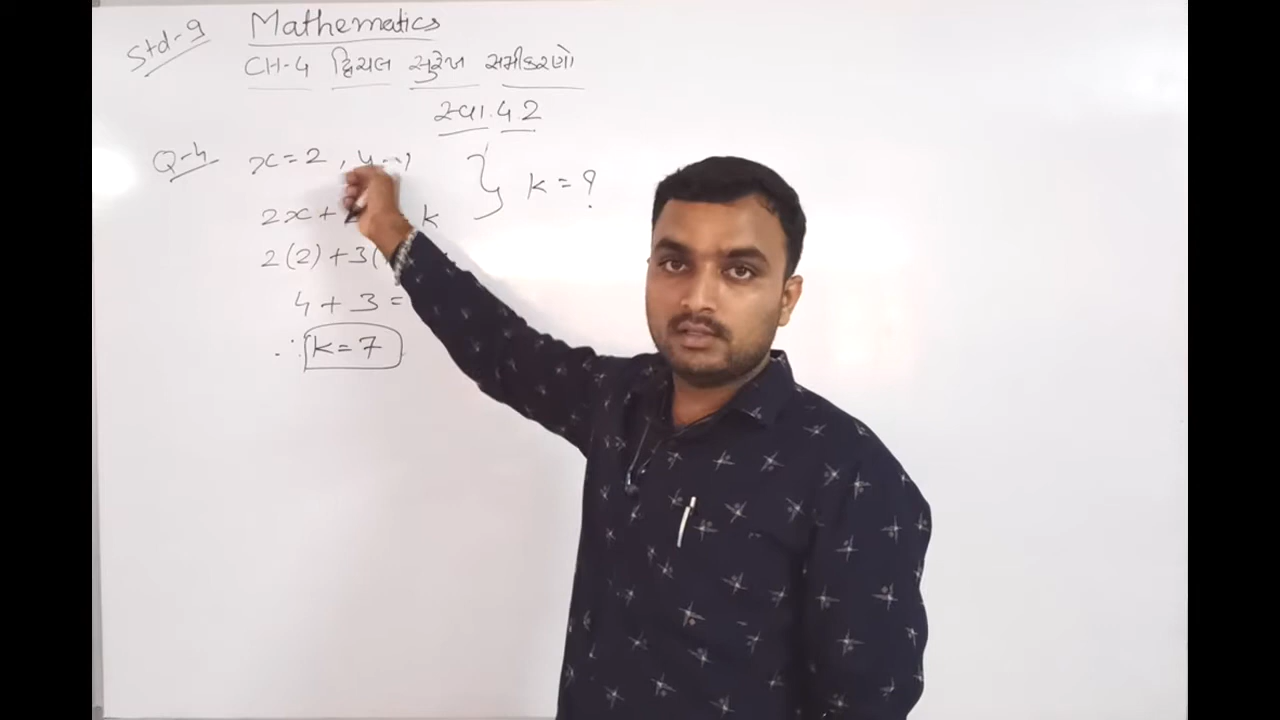 Std-9
Mathematics
CH-4 દ્વિચલ સુરેખ સમીકરણો
સ્વા. 4.2
Q-4 x = 2 ,
} k = ?
2x + k
2(2) + 3(
4 + 3 =
∴ k = 7